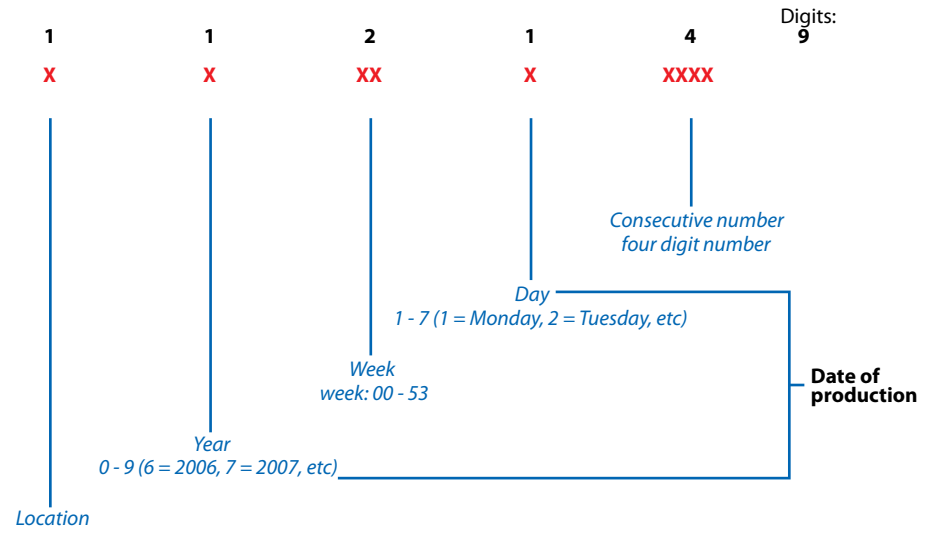 Digits:
1 1 2 1 4 9
X X XX X XXXX
Consecutive number
four digit number
Day
1 - 7 (1 = Monday, 2 = Tuesday, etc)
Week
week: 00 - 53
Date of
production
Year
0 - 9 (6 = 2006, 7 = 2007, etc)
Location